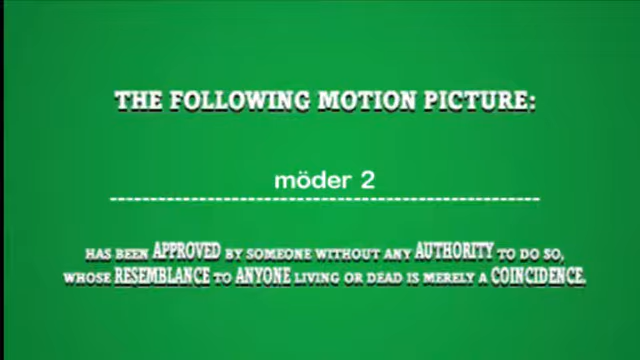 THE FOLLOWING MOTION PICTURE:
möder 2
HAS BEEN APPROVED BY SOMEONE WITHOUT ANY AUTHORITY TO DO SO,
WHOSE RESEMBLANCE TO ANYONE LIVING OR DEAD IS MERELY A COINCIDENCE.